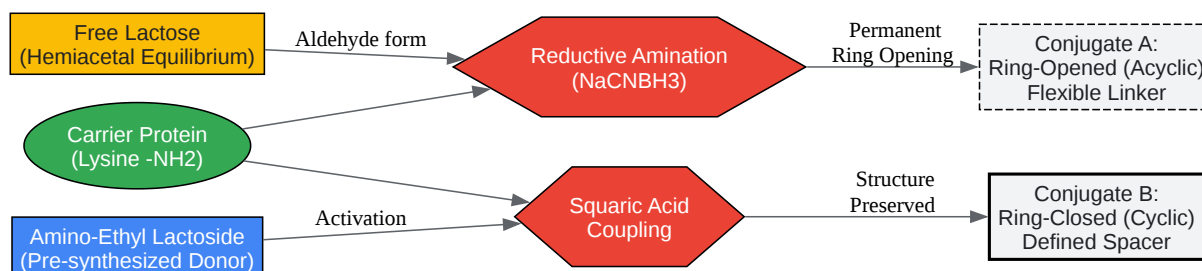 Free Lactose
(Hemiacetal Equilibrium)
Aldehyde form
Reductive Amination
(NaCNBH3)
Permanent
Ring Opening
Conjugate A:
Ring-Opened (Acyclic)
Flexible Linker
Carrier Protein
(Lysine -NH2)
Amino-Ethyl Lactoside
(Pre-synthesized Donor)
Activation
Squaric Acid
Coupling
Structure
Preserved
Conjugate B:
Ring-Closed (Cyclic)
Defined Spacer